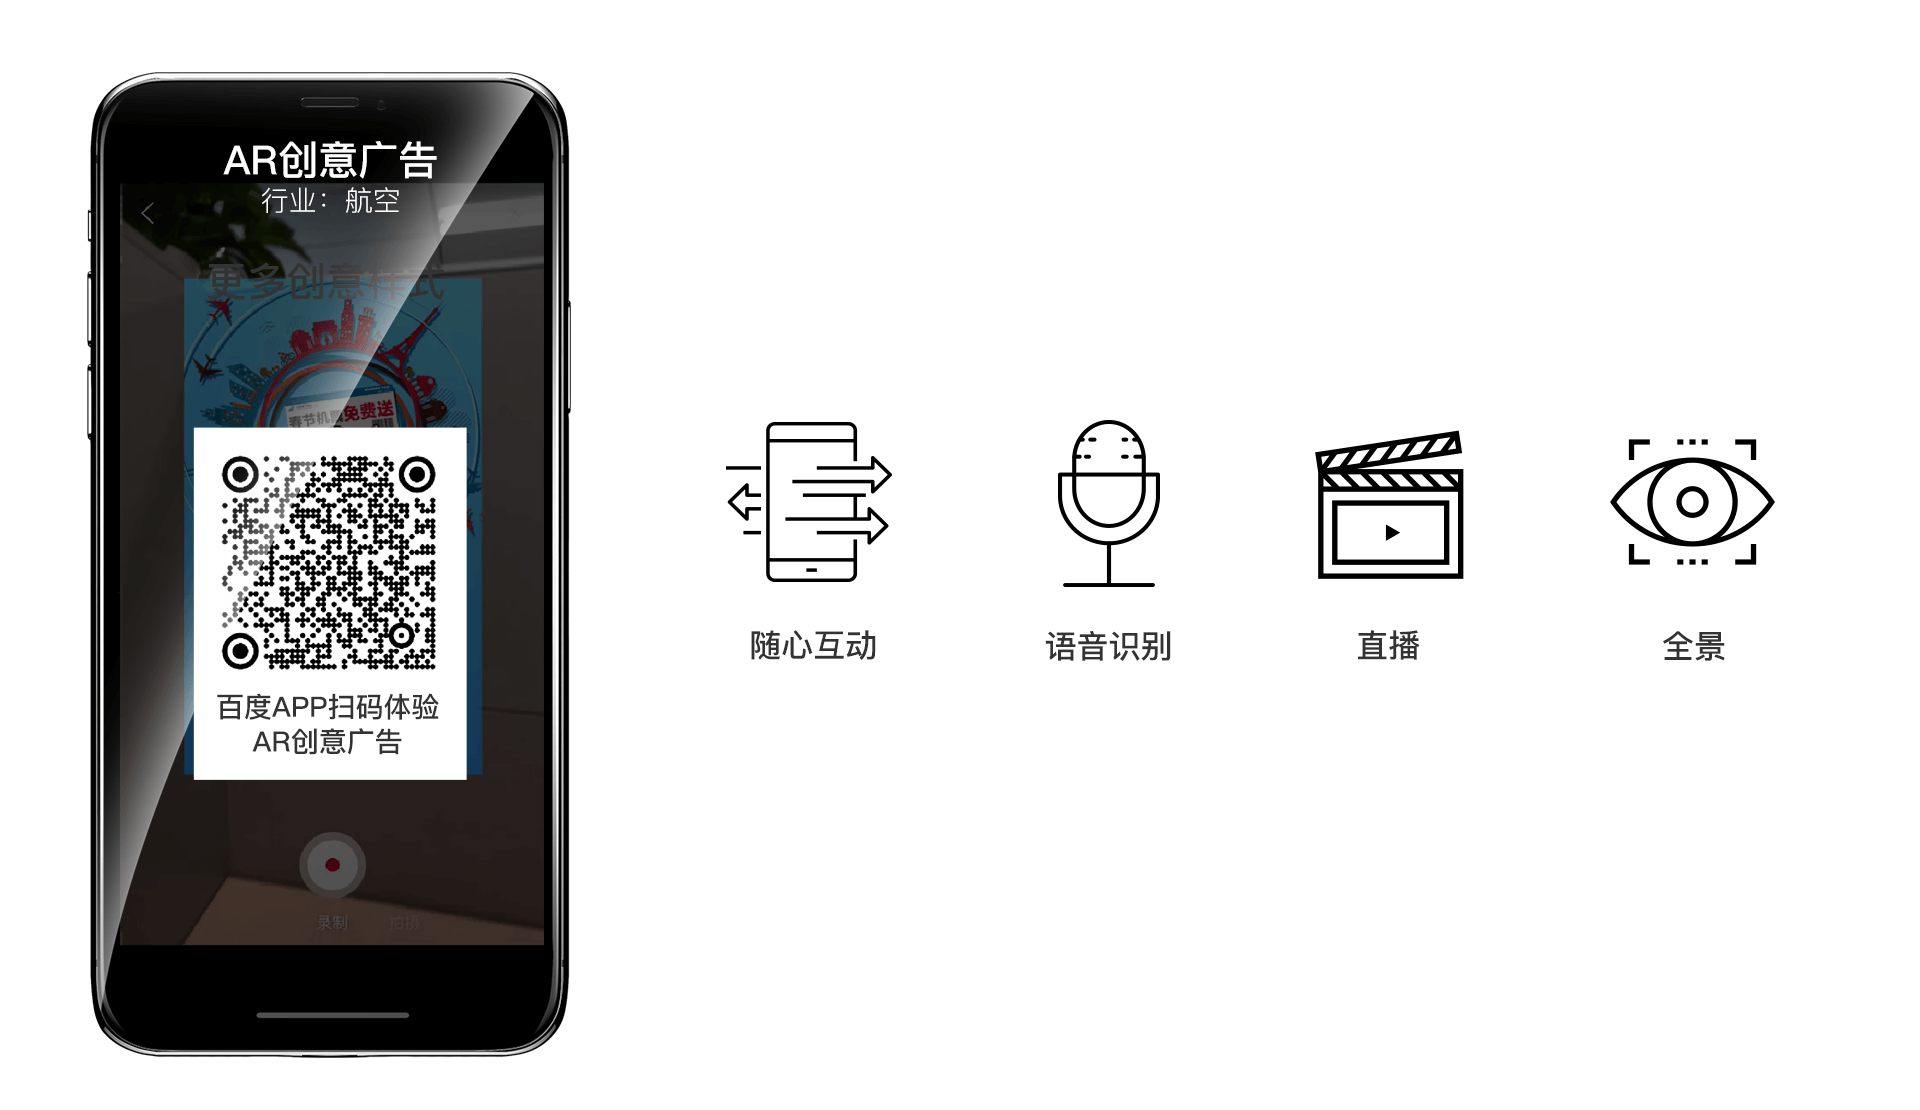 AR创意广告
行业：航空
更多创意样式
春节机票免费送
百度APP扫码体验
AR创意广告
录制 拍摄
随心互动
语音识别
直播
全景